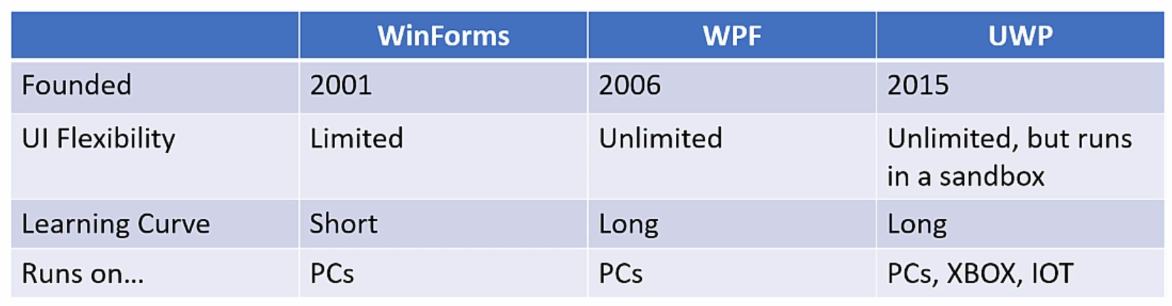 WinForms WPF UWP
Founded 2001 2006 2015
UI Flexibility Limited Unlimited Unlimited, but runs
in a sandbox
Learning Curve Short Long Long
Runs on... PCs PCs PCs, XBOX, IOT